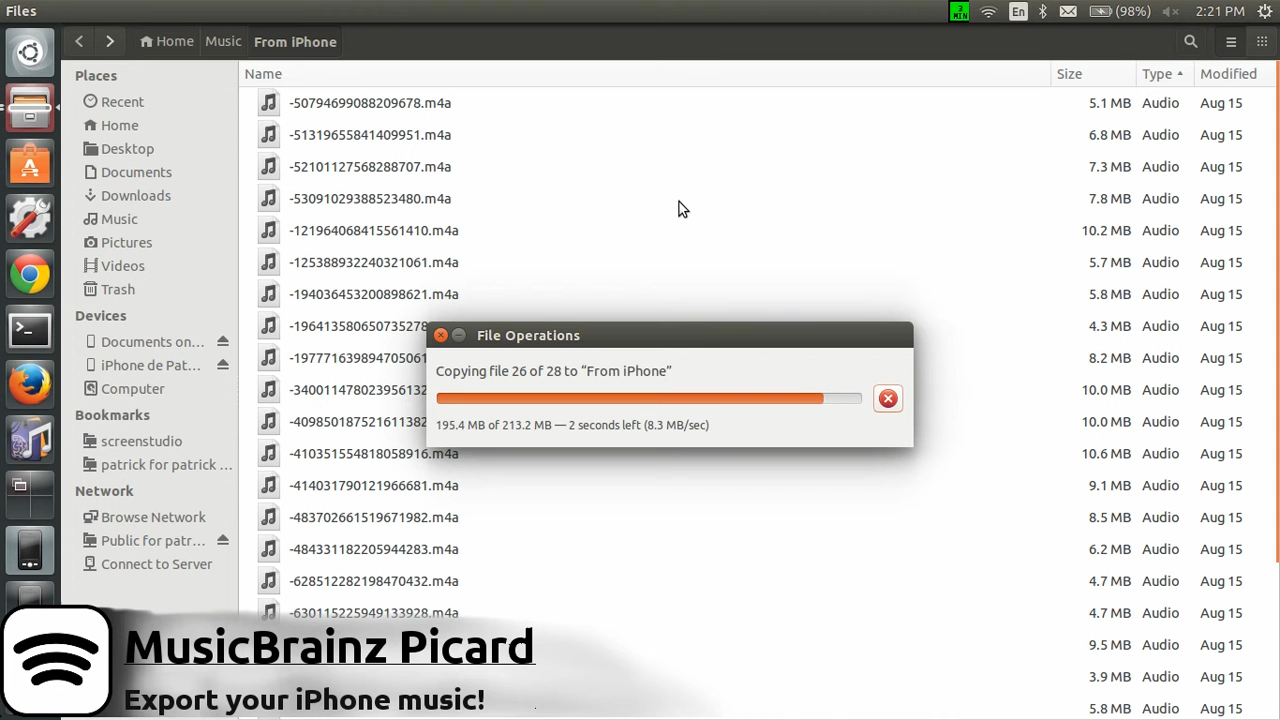 Files
3 MIN
En
(98%)
2:21 PM
Home
Music
From iPhone
Places
Recent
Home
Desktop
Documents
Downloads
Music
Pictures
Videos
Trash
Devices
Documents on...
iPhone de Pat...
Computer
Bookmarks
screenstudio
patrick for patrick ...
Network
Browse Network
Public for patr...
Connect to Server
Name Size Type Modified
-50794699088209678.m4a 5.1 MB Audio Aug 15
-51319655841409951.m4a 6.8 MB Audio Aug 15
-52101127568288707.m4a 7.3 MB Audio Aug 15
-53091029388523480.m4a 7.8 MB Audio Aug 15
-121964068415561410.m4a 10.2 MB Audio Aug 15
-125388932240321061.m4a 5.7 MB Audio Aug 15
-194036453200898621.m4a 5.8 MB Audio Aug 15
-196413580650735278 4.3 MB Audio Aug 15
-197771639894705061 8.2 MB Audio Aug 15
-340011478023956132 10.0 MB Audio Aug 15
-409850187521611382 10.0 MB Audio Aug 15
-410351554818058916.m4a 10.6 MB Audio Aug 15
-414031790121966681.m4a 9.1 MB Audio Aug 15
-483702661519671982.m4a 8.5 MB Audio Aug 15
-484331182205944283.m4a 6.2 MB Audio Aug 15
-628512282198470432.m4a 4.7 MB Audio Aug 15
-630115225949133928.m4a 4.7 MB Audio Aug 15
9.5 MB Audio Aug 15
3.9 MB Audio Aug 15
5.8 MB Audio Aug 15
File Operations
Copying file 26 of 28 to “From iPhone”
195.4 MB of 213.2 MB — 2 seconds left (8.3 MB/sec)
MusicBrainz Picard
Export your iPhone music!